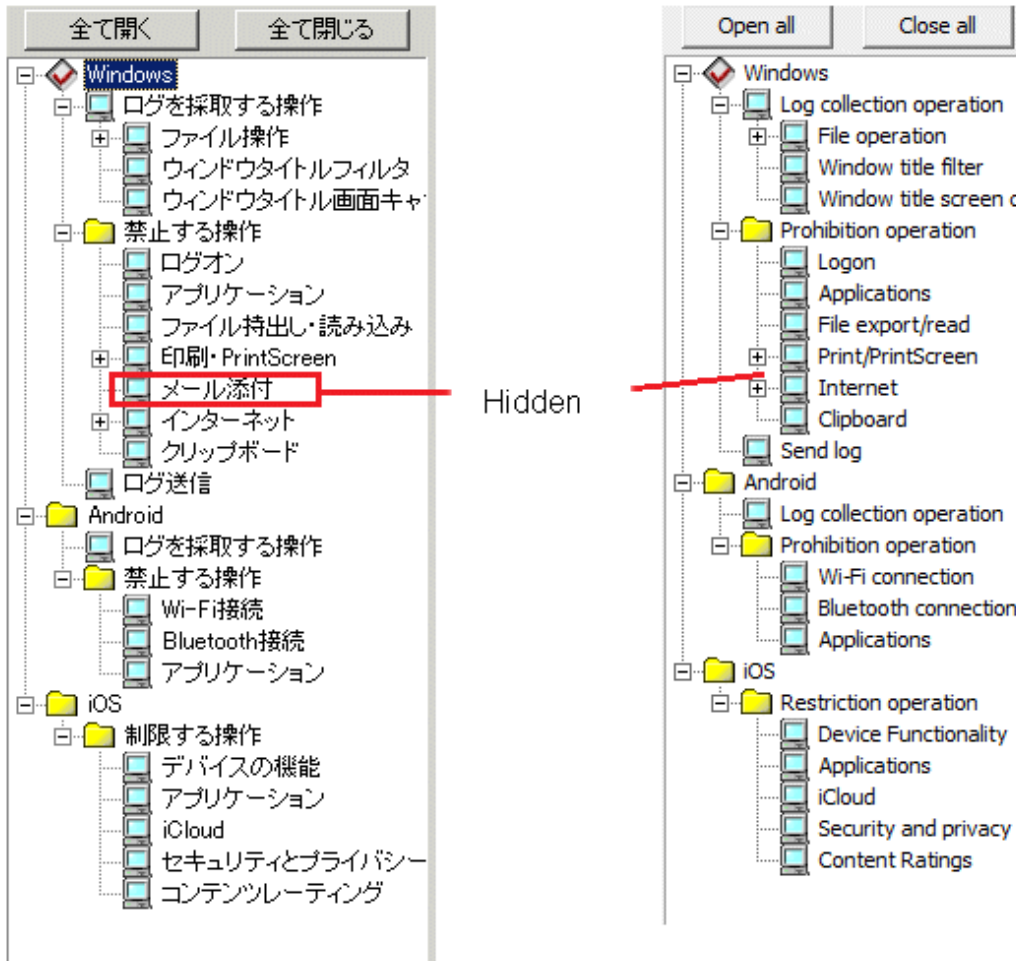 全て開く
全て閉じる
Windows
ログを採取する操作
ファイル操作
ウィンドウタイトルフィルタ
ウィンドウタイトル画面キャ
禁止する操作
ログオン
アプリケーション
ファイル持出し・読み込み
印刷・PrintScreen
メール添付
インターネット
クリップボード
ログ送信
Android
ログを採取する操作
禁止する操作
Wi-Fi接続
Bluetooth接続
アプリケーション
iOS
制限する操作
デバイスの機能
アプリケーション
iCloud
セキュリティとプライバシー
コンテンツレーティング
Hidden
Open all
Close all
Windows
Log collection operation
File operation
Window title filter
Window title screen c
Prohibition operation
Logon
Applications
File export/read
Print/PrintScreen
Internet
Clipboard
Send log
Android
Log collection operation
Prohibition operation
Wi-Fi connection
Bluetooth connection
Applications
iOS
Restriction operation
Device Functionality
Applications
iCloud
Security and privacy
Content Ratings